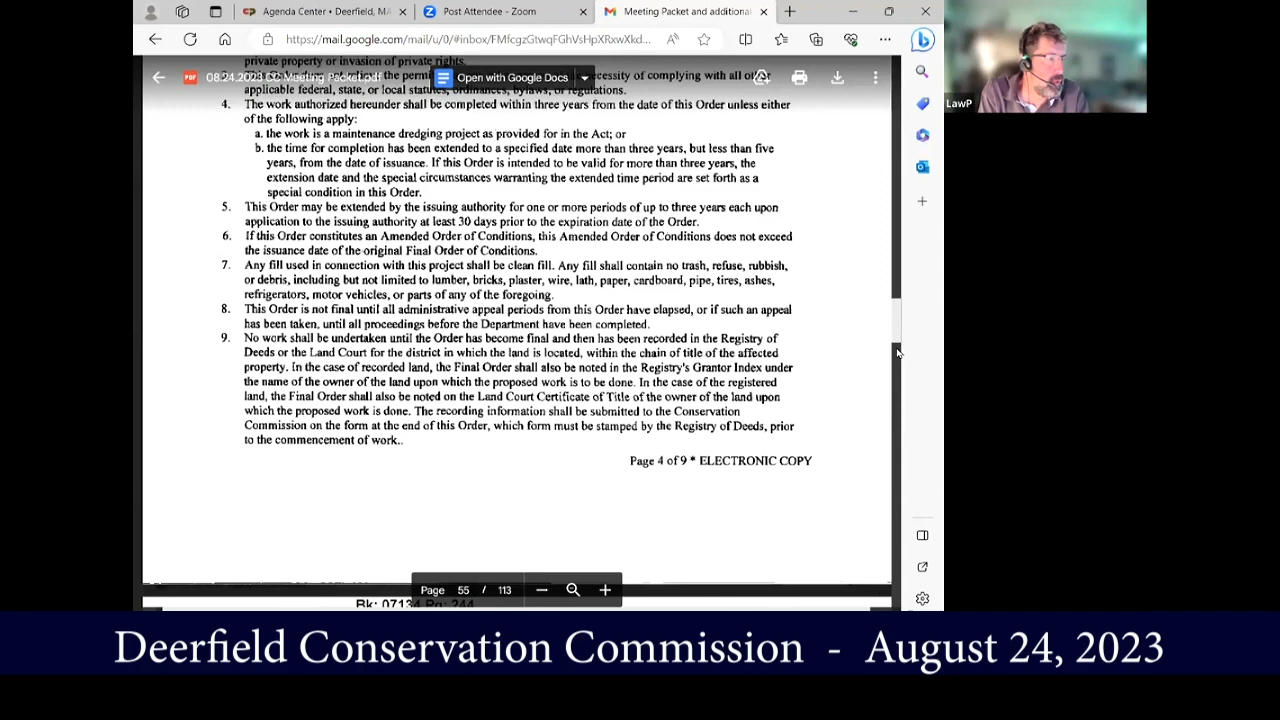 Agenda Center • Deerfield, MA
Post Attendee - Zoom
Meeting Packet and additional
https://mail.google.com/mail/u/0/#inbox/FMfcgzGtwqFGhVsHpXRxwXkd...
private property or invasion of private rights.
PDF 08.24.2023 CC Meeting Packet.pdf
Open with Google Docs
the permi
ecessity of complying with all other
applicable federal, state, or local statutes, ordinances, bylaws, or regulations.
4. The work authorized hereunder shall be completed within three years from the date of this Order unless either
of the following apply:
a. the work is a maintenance dredging project as provided for in the Act; or
b. the time for completion has been extended to a specified date more than three years, but less than five
years, from the date of issuance. If this Order is intended to be valid for more than three years, the
extension date and the special circumstances warranting the extended time period are set forth as a
special condition in this Order.
5. This Order may be extended by the issuing authority for one or more periods of up to three years each upon
application to the issuing authority at least 30 days prior to the expiration date of the Order.
6. If this Order constitutes an Amended Order of Conditions, this Amended Order of Conditions does not exceed
the issuance date of the original Final Order of Conditions.
7. Any fill used in connection with this project shall be clean fill. Any fill shall contain no trash, refuse, rubbish,
or debris, including but not limited to lumber, bricks, plaster, wire, lath, paper, cardboard, pipe, tires, ashes,
refrigerators, motor vehicles, or parts of any of the foregoing.
8. This Order is not final until all administrative appeal periods from this Order have elapsed, or if such an appeal
has been taken, until all proceedings before the Department have been completed.
9. No work shall be undertaken until the Order has become final and then has been recorded in the Registry of
Deeds or the Land Court for the district in which the land is located, within the chain of title of the affected
property. In the case of recorded land, the Final Order shall also be noted in the Registry's Grantor Index under
the name of the owner of the land upon which the proposed work is to be done. In the case of the registered
land, the Final Order shall also be noted on the Land Court Certificate of Title of the owner of the land upon
which the proposed work is done. The recording information shall be submitted to the Conservation
Commission on the form at the end of this Order, which form must be stamped by the Registry of Deeds, prior
to the commencement of work..
Page 4 of 9 * ELECTRONIC COPY
Page 55 / 113
Bk: 07134 Pg: 244
LawP
Deerfield Conservation Commission - August 24, 2023